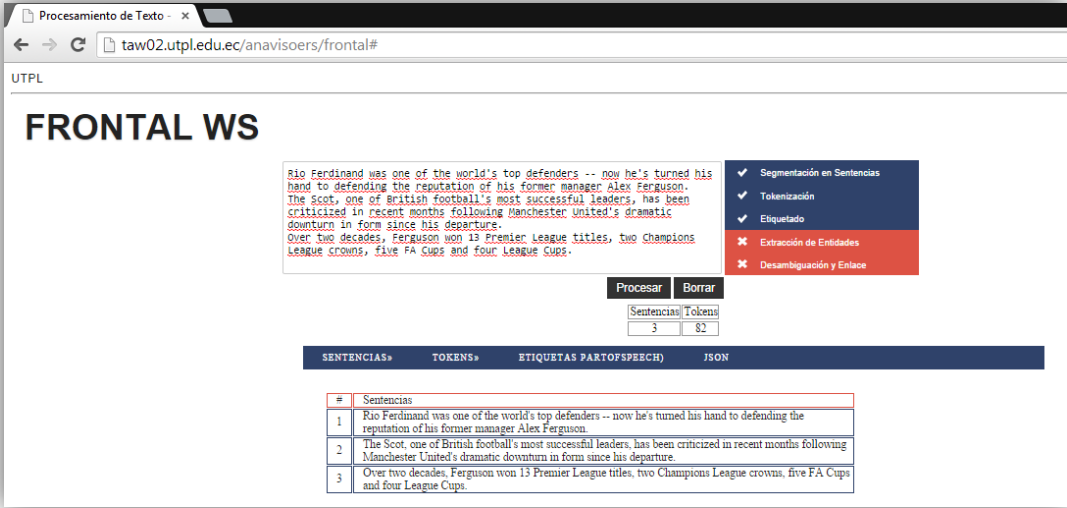 Procesamiento de Texto -
taw02.utpl.edu.ec/anavisoers/frontal#
UTPL
FRONTAL WS
Rio Ferdinand was one of the world's top defenders -- now he's turned his
hand to defending the reputation of his former manager Alex Ferguson.
The Scot, one of British football's most successful leaders, has been
criticized in recent months following Manchester United's dramatic
downturn in form since his departure.
Over two decades, Ferguson won 13 Premier League titles, two Champions
League crowns, five FA Cups and four League Cups.
Segmentación en Sentencias
Tokenización
Etiquetado
Extracción de Entidades
Desambiguación y Enlace
Procesar Borrar
Sentencias Tokens
3 82
SENTENCIAS» TOKENS» ETIQUETAS PARTOFSPEECH) JSON
# Sentencias
1 Rio Ferdinand was one of the world's top defenders -- now he's turned his hand to defending the
reputation of his former manager Alex Ferguson.
2 The Scot, one of British football's most successful leaders, has been criticized in recent months following
Manchester United's dramatic downturn in form since his departure.
3 Over two decades, Ferguson won 13 Premier League titles, two Champions League crowns, five FA Cups
and four League Cups.